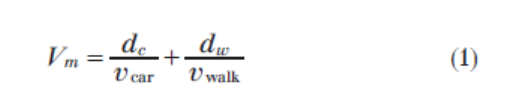 V_m = d_c / v_car + d_w / v_walk (1)